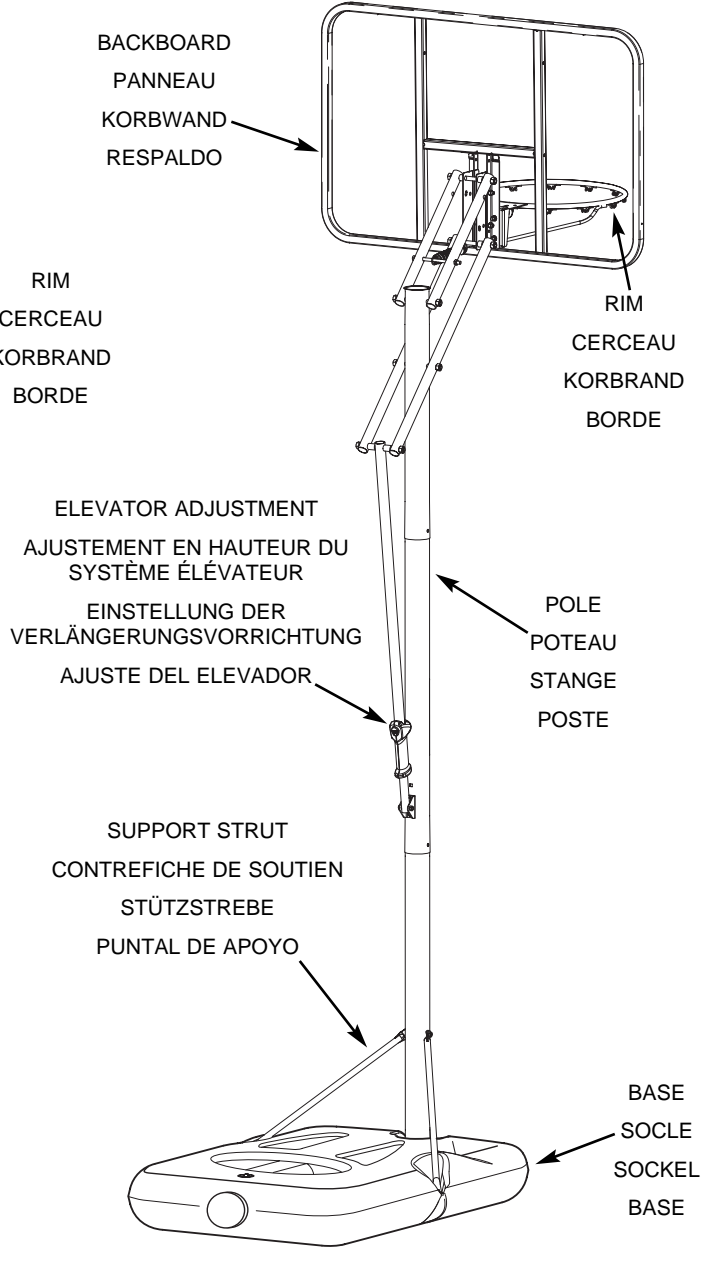 BACKBOARD
PANNEAU
KORBWAND
RESPALDO
RIM
CERCEAU
KORBRAND
BORDE
RIM
CERCEAU
KORBRAND
BORDE
ELEVATOR ADJUSTMENT
AJUSTEMENT EN HAUTEUR DU
SYSTÈME ÉLÉVATEUR
EINSTELLUNG DER
VERLÄNGERUNGSVORRICHTUNG
AJUSTE DEL ELEVADOR
POLE
POTEAU
STANGE
POSTE
SUPPORT STRUT
CONTREFICHE DE SOUTIEN
STÜTZSTREBE
PUNTAL DE APOYO
BASE
SOCLE
SOCKEL
BASE